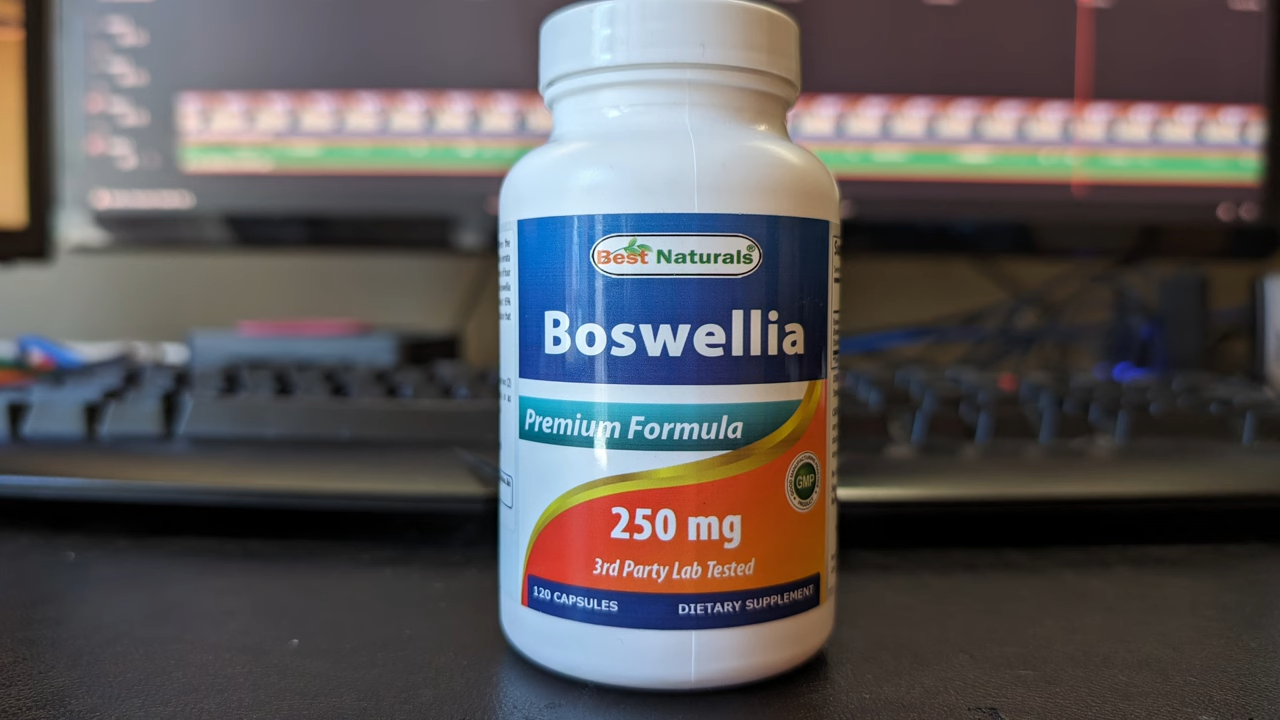 Best Naturals®
Boswellia
Premium Formula
GMP
250 mg
3rd Party Lab Tested
120 CAPSULES
DIETARY SUPPLEMENT